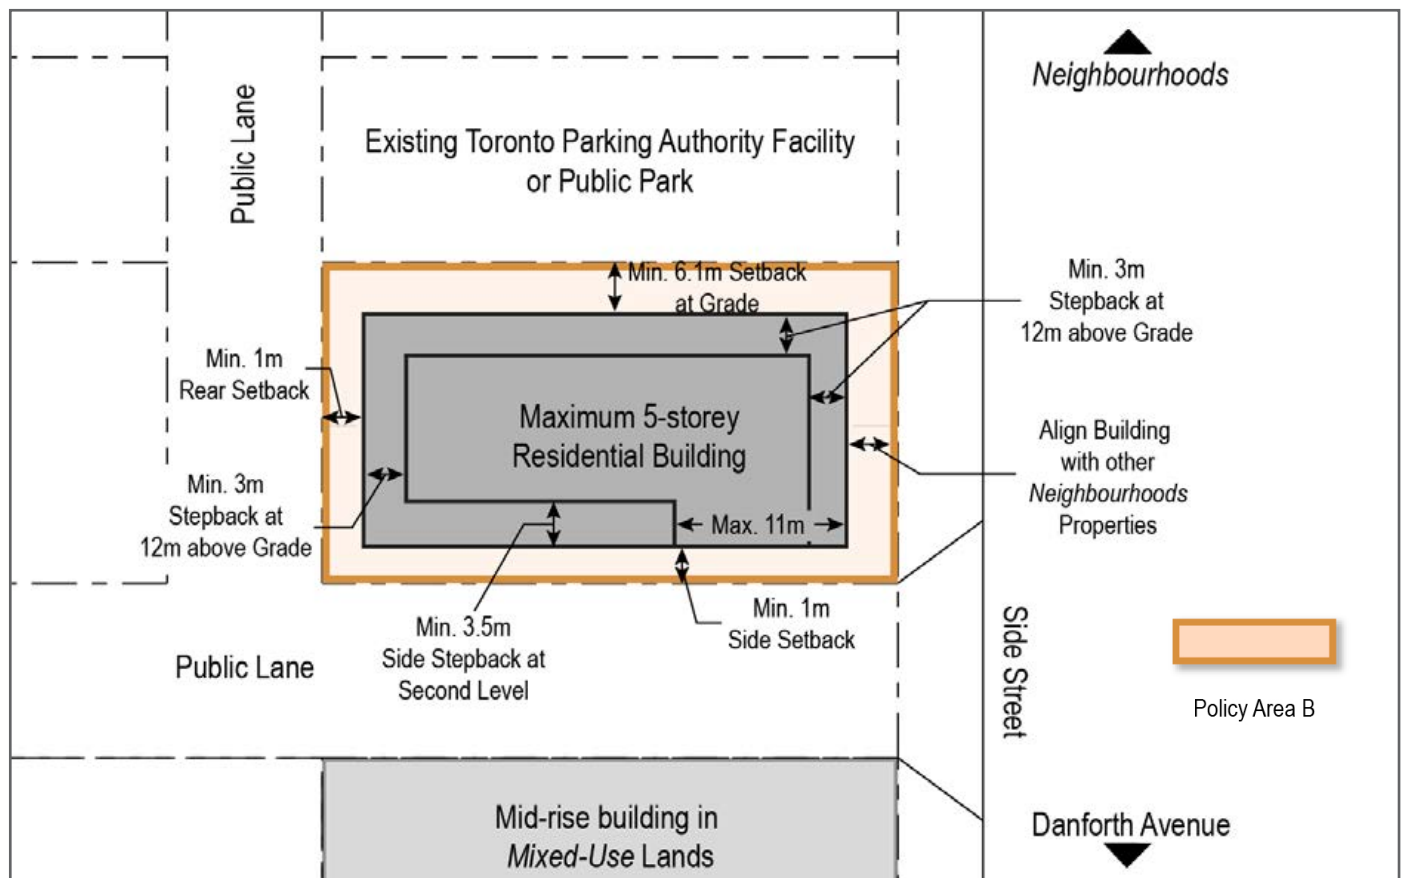 Neighbourhoods
Public Lane
Existing Toronto Parking Authority Facility
or Public Park
Min. 6.1m Setback
at Grade
Min. 3m
Stepback at
12m above Grade
Min. 1m
Rear Setback
Maximum 5-storey
Residential Building
Align Building
with other
Neighbourhoods
Properties
Min. 3m
Stepback at
12m above Grade
Max. 11m
Min. 3.5m
Side Stepback at
Second Level
Min. 1m
Side Setback
Public Lane
Side Street
Policy Area B
Mid-rise building in
Mixed-Use Lands
Danforth Avenue